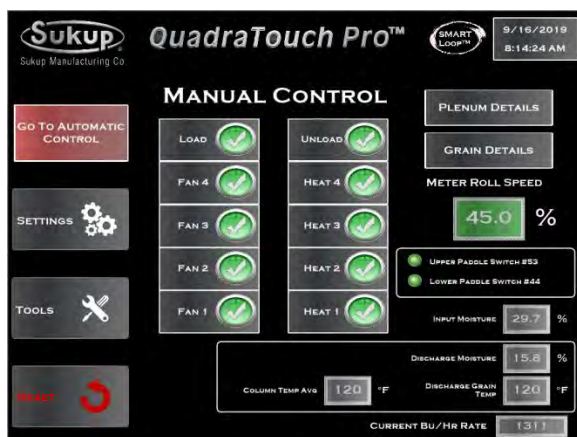 Sukup
Sukup Manufacturing Co.
QuadraTouch Pro™
SMART
LOOP™
9/16/2019
8:14:24 AM
MANUAL CONTROL
GO TO AUTOMATIC
CONTROL
SETTINGS
TOOLS
RESET
LOAD
UNLOAD
FAN 4
HEAT 4
FAN 3
HEAT 3
FAN 2
HEAT 2
FAN 1
HEAT 1
PLENUM DETAILS
GRAIN DETAILS
METER ROLL SPEED
45.0 %
UPPER PADDLE SWITCH #53
LOWER PADDLE SWITCH #44
INPUT MOISTURE 29.7 %
DISCHARGE MOISTURE 15.8 %
COLUMN TEMP AVG 120 °F
DISCHARGE GRAIN
TEMP 120 °F
CURRENT BU/HR RATE 1311